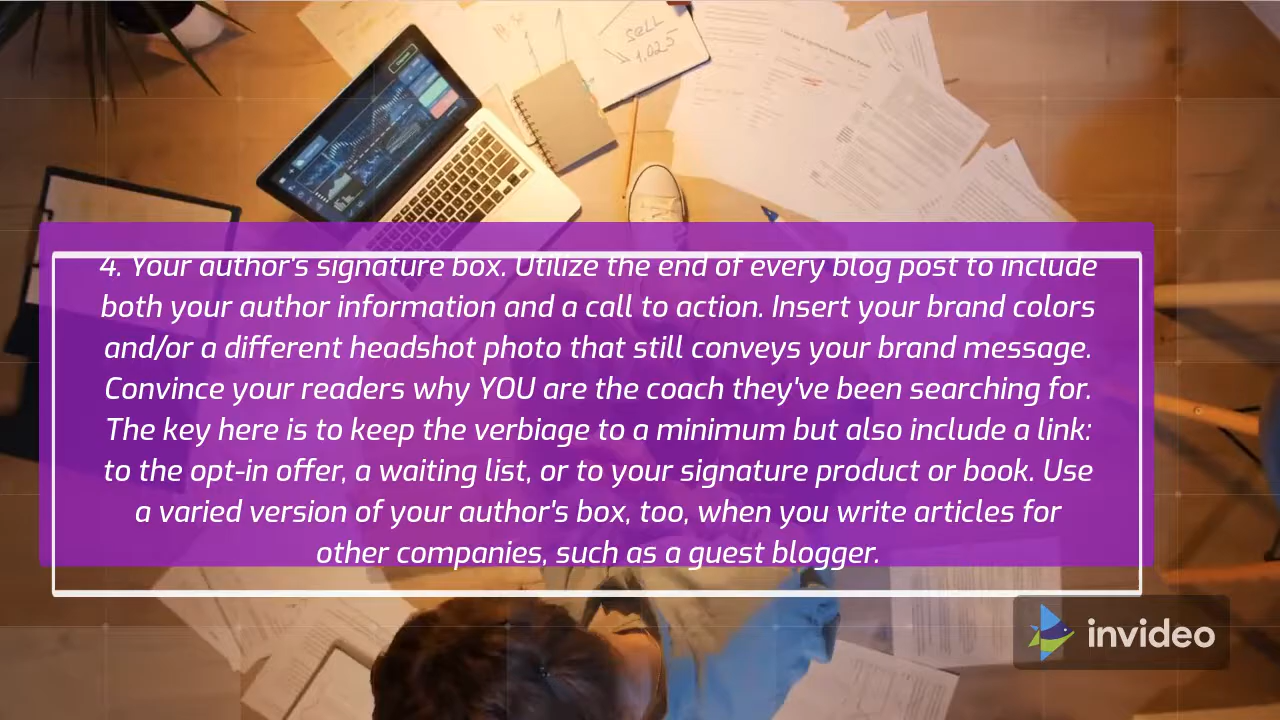 SELL
1,025
4. Your author's signature box. Utilize the end of every blog post to include
both your author information and a call to action. Insert your brand colors
and/or a different headshot photo that still conveys your brand message.
Convince your readers why YOU are the coach they've been searching for.
The key here is to keep the verbiage to a minimum but also include a link:
to the opt-in offer, a waiting list, or to your signature product or book. Use
a varied version of your author's box, too, when you write articles for
other companies, such as a guest blogger.
invideo